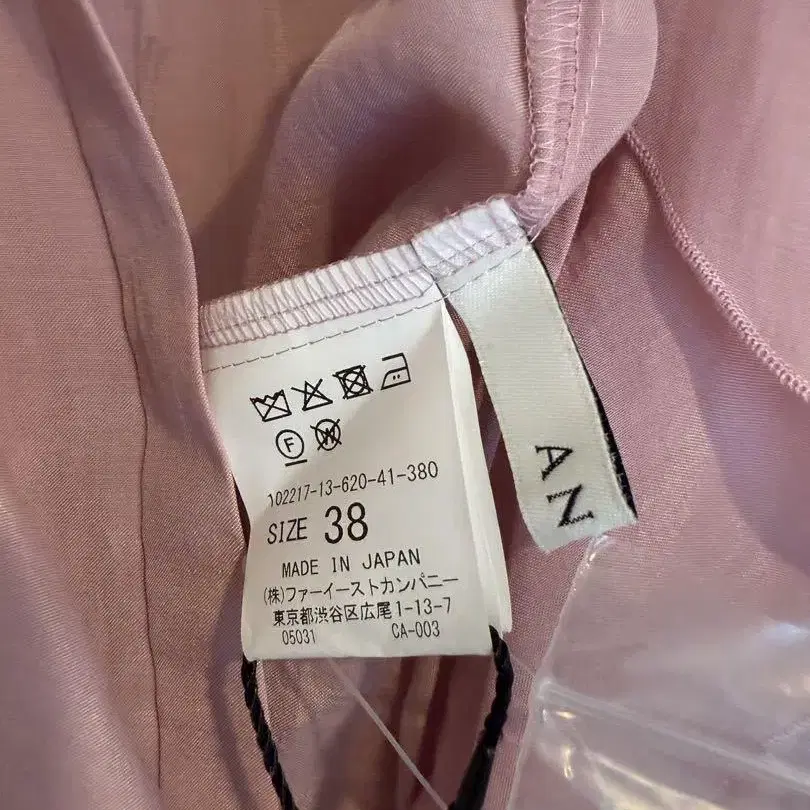 F W
102217-13-620-41-380
SIZE 38
MADE IN JAPAN
(株)ファーイーストカンパニー
東京都渋谷区広尾1-13-7
05031 CA-003
AN